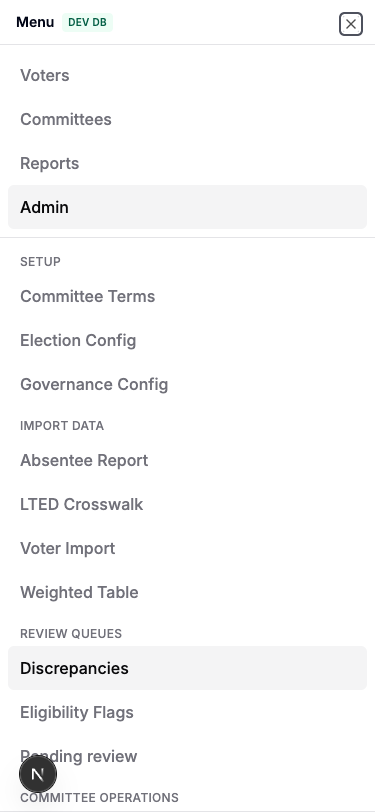 Menu DEV DB
Voters
Committees
Reports
Admin
SETUP
Committee Terms
Election Config
Governance Config
IMPORT DATA
Absentee Report
LTED Crosswalk
Voter Import
Weighted Table
REVIEW QUEUES
Discrepancies
Eligibility Flags
Pending review
N
COMMITTEE OPERATIONS